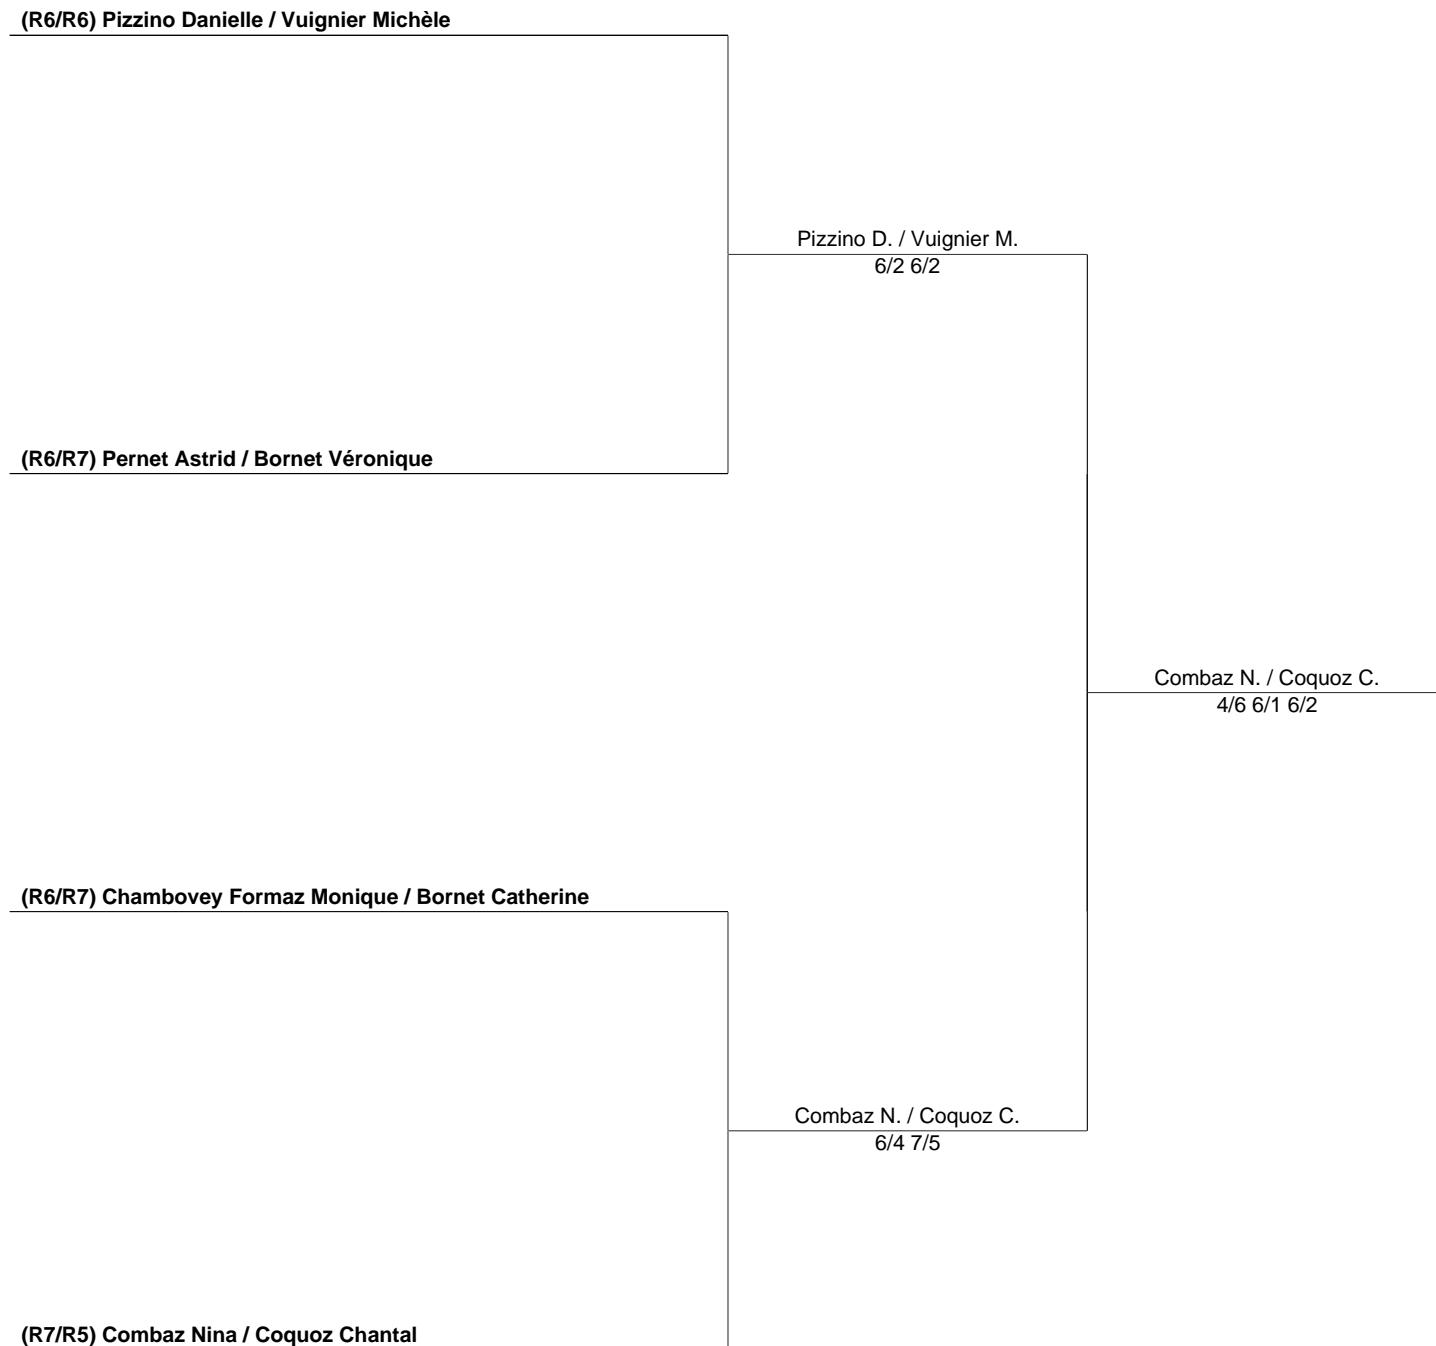 (R6/R6) Pizzino Danielle / Vuignier Michèle
Pizzino D. / Vuignier M.
6/2 6/2
(R6/R7) Pernet Astrid / Bornet Véronique
Combaz N. / Coquoz C.
4/6 6/1 6/2
(R6/R7) Chambovey Formaz Monique / Bornet Catherine
Combaz N. / Coquoz C.
6/4 7/5
(R7/R5) Combaz Nina / Coquoz Chantal